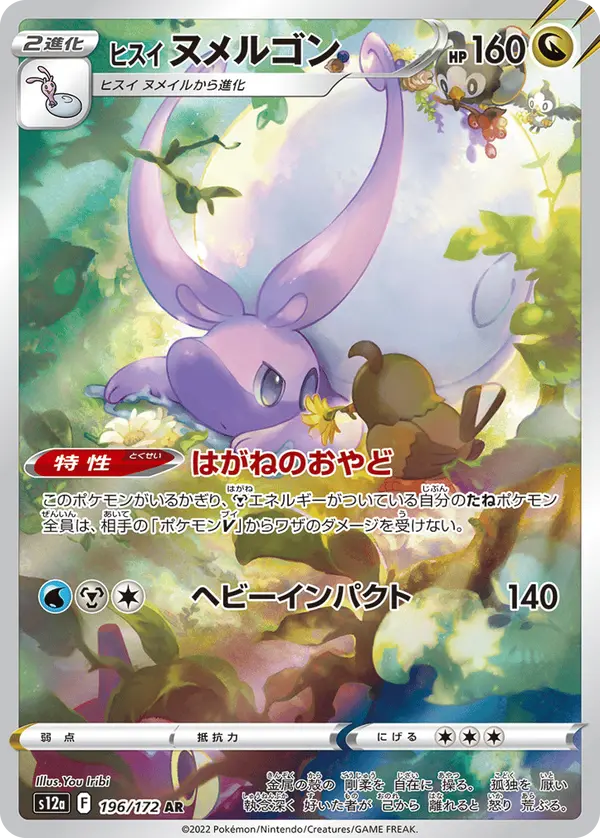 2進化 ヒスイ ヌメルゴン HP160
ヒスイ ヌメイルから進化
特性 とくせい はがねのおやど
このポケモンがいるかぎり、エネルギーがついている自分のたねポケモン
全員は、相手の「ポケモンV」からワザのダメージを受けない。
ヘビーインパクト 140
弱点 抵抗力 にげる
Illus. You Iribi
s12a F 196/172 AR
金属の殻の 剛柔を 自在に 操る。 孤独を 厭い
執念深く 好いた者が 己から 離れると 怒り 荒ぶる。
©2022 Pokémon/Nintendo/Creatures/GAME FREAK.